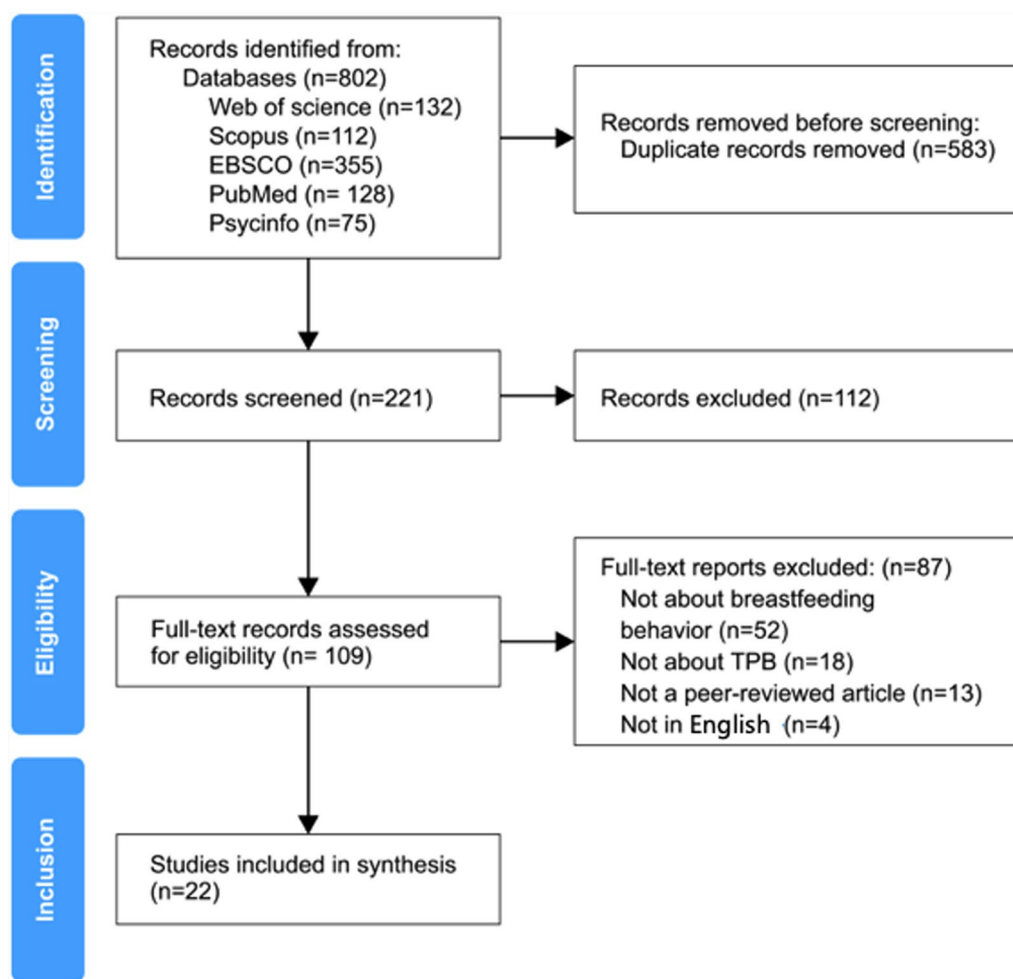 Identification
Records identified from:
Databases (n=802)
Web of science (n=132)
Scopus (n=112)
EBSCO (n=355)
PubMed (n= 128)
Psycinfo (n=75)
Records removed before screening:
Duplicate records removed (n=583)
Screening
Records screened (n=221)
Records excluded (n=112)
Eligibility
Full-text records assessed
for eligibility (n= 109)
Full-text reports excluded: (n=87)
Not about breastfeeding
behavior (n=52)
Not about TPB (n=18)
Not a peer-reviewed article (n=13)
Not in English (n=4)
Inclusion
Studies included in synthesis
(n=22)